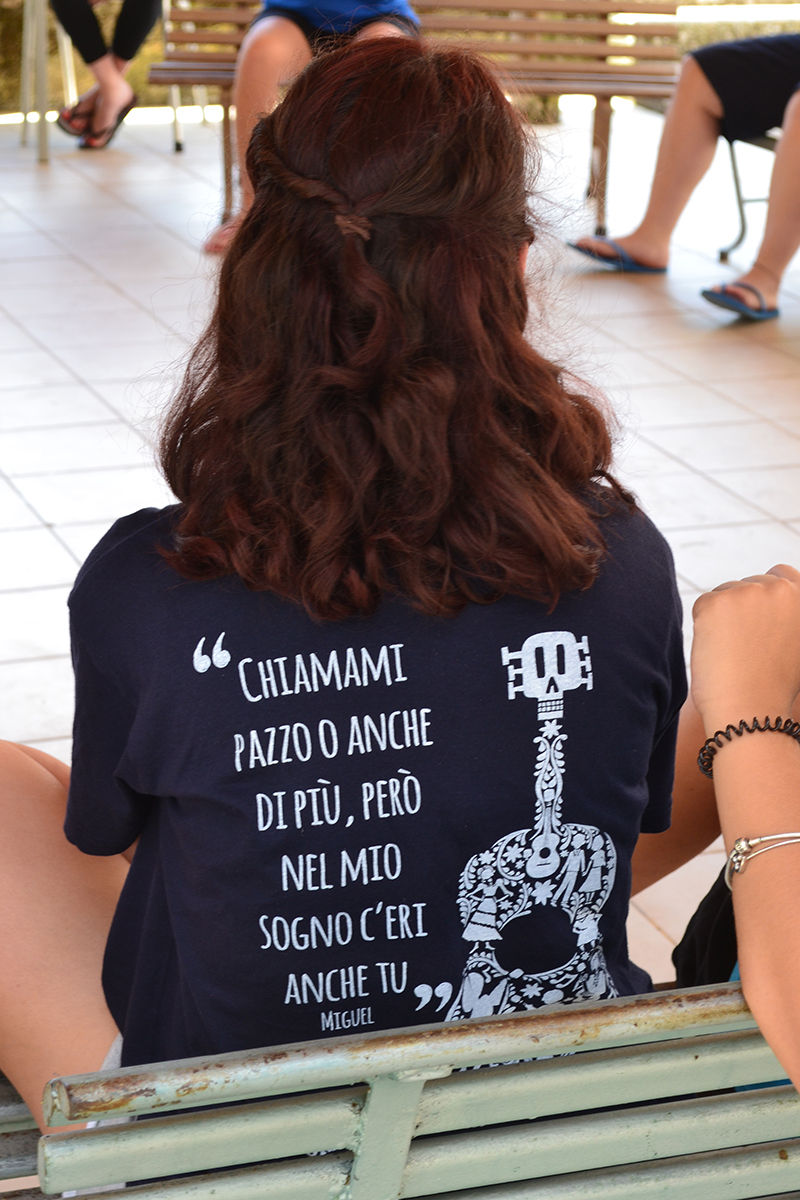 “CHIAMAMI
PAZZO O ANCHE
DI PIÙ, PERÒ
NEL MIO
SOGNO C'ERI
ANCHE TU”
MIGUEL